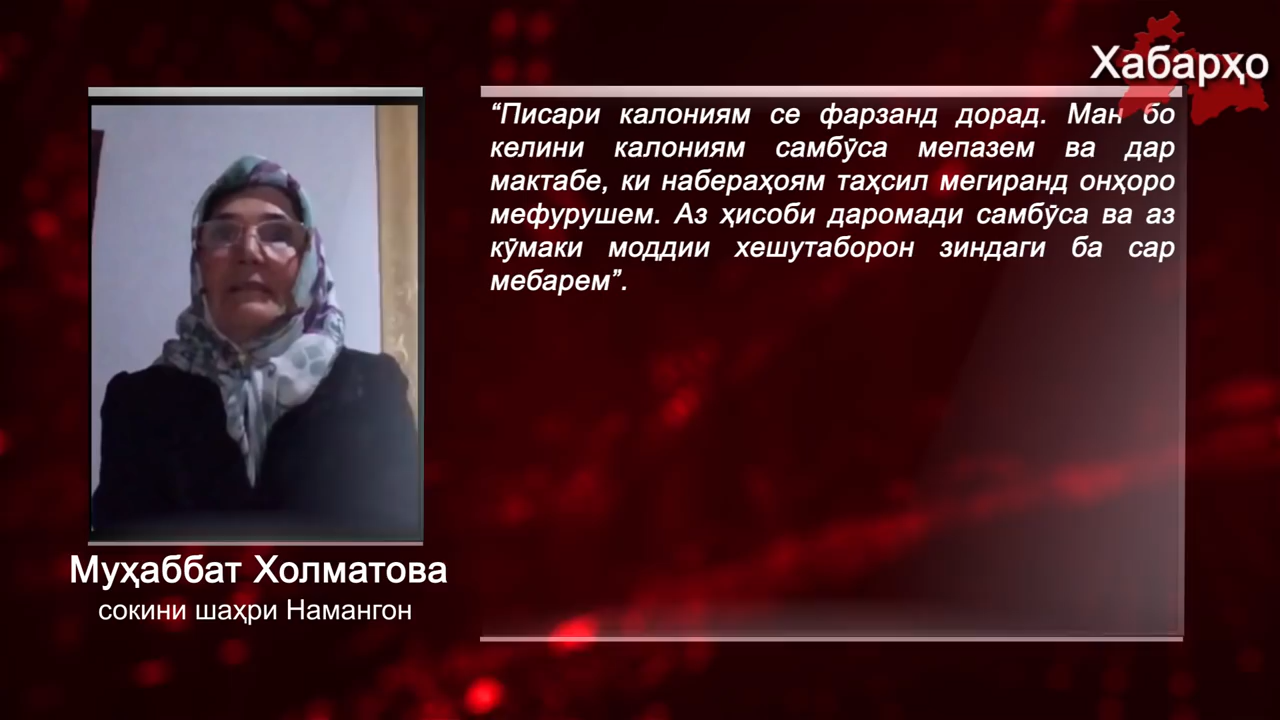 Хабарҳо
“Писари калониям се фарзанд дорад. Ман бо
келини калониям самбӯса мепазем ва дар
мактабе, ки набераҳоям таҳсил мегиранд онҳоро
мефурушем. Аз ҳисоби даромади самбӯса ва аз
кӯмаки моддии хешутаборон зиндаги ба сар
мебарем”.
Муҳаббат Холматова
сокини шаҳри Намангон